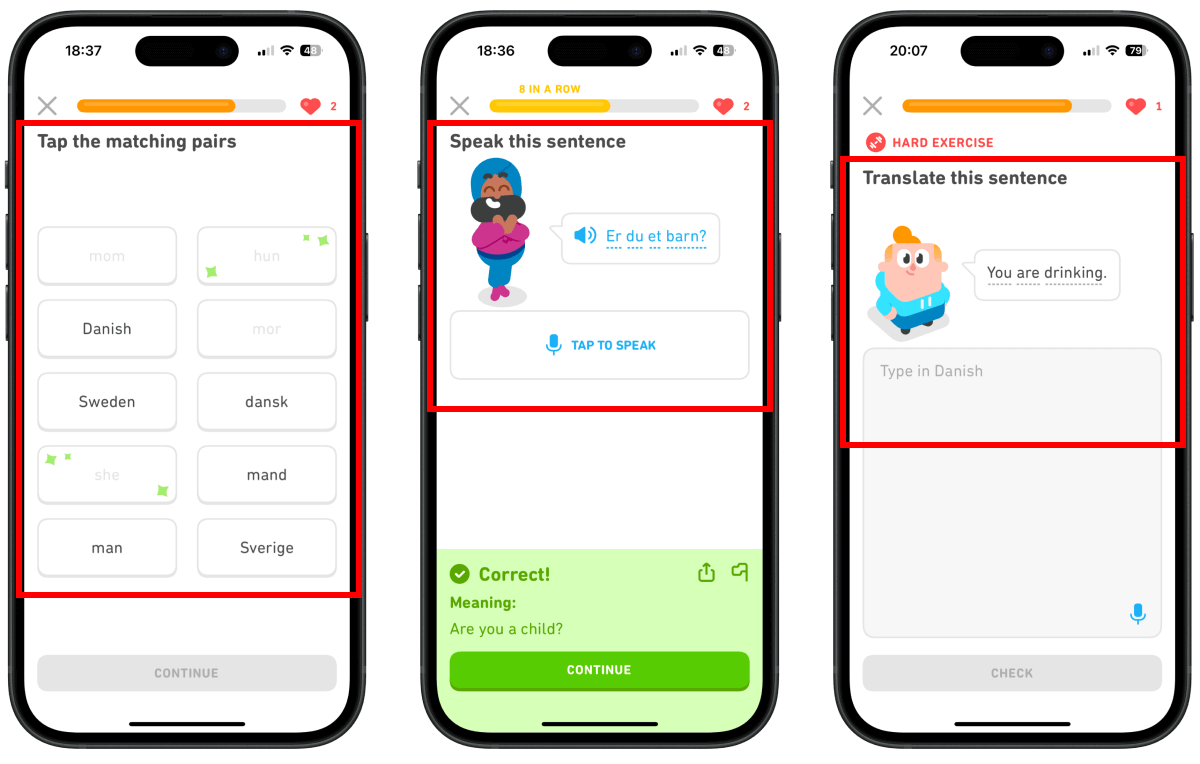 18:37
48
2
Tap the matching pairs
mom
hun
Danish
mor
Sweden
dansk
she
mand
man
Sverige
CONTINUE
18:36
48
8 IN A ROW
2
Speak this sentence
Er du et barn?
TAP TO SPEAK
Correct!
Meaning:
Are you a child?
CONTINUE
20:07
79
1
HARD EXERCISE
Translate this sentence
You are drinking.
Type in Danish
CHECK